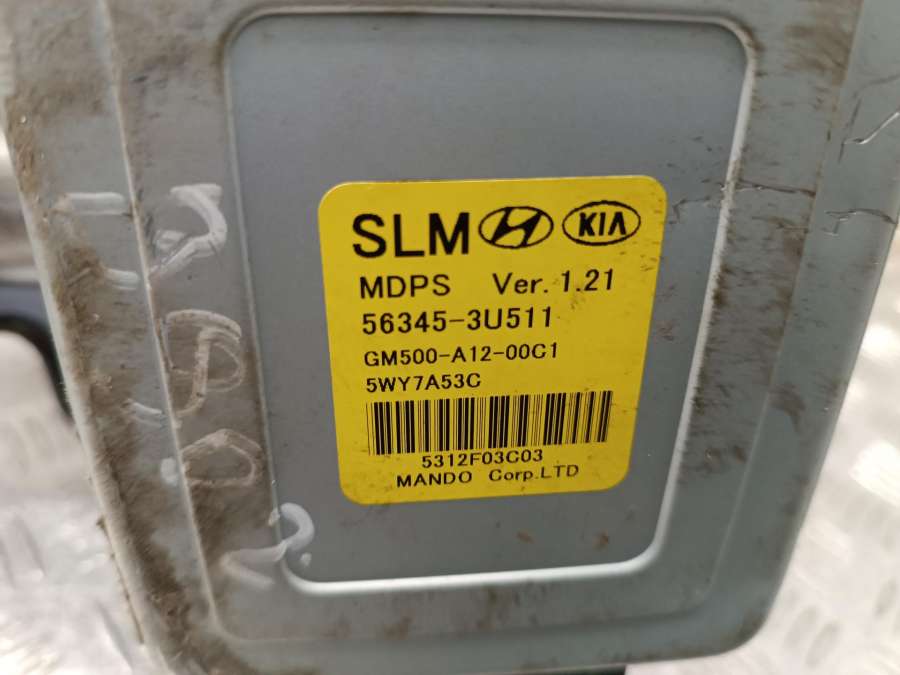 SLM KIA
MDPS Ver. 1.21
56345-3U511
GM500-A12-00C1
5WY7A53C
5312F03C03
MANDO Corp.LTD